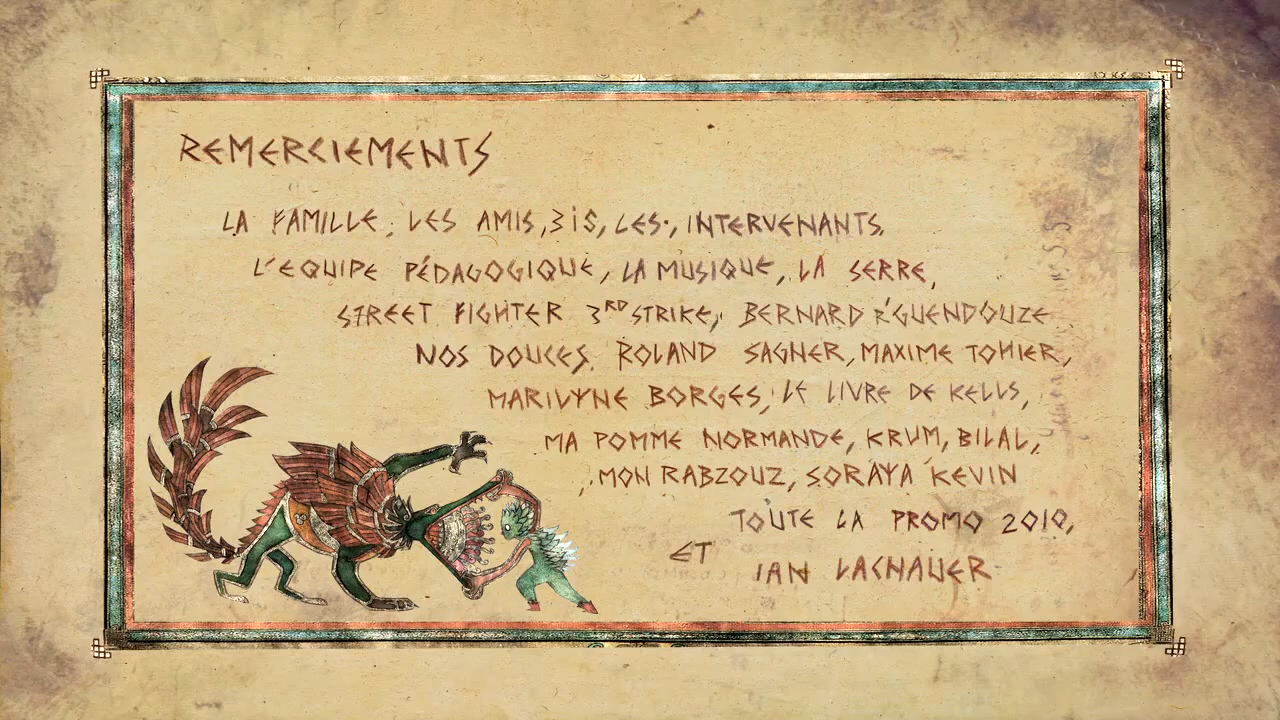 REMERCIEMENTS
LA FAMILLE, LES AMIS, 3iS, LES, INTERVENANTS,
L'EQUIPE PÉDAGOGIQUE, LA MUSIQUE, LA SERRE,
STREET FIGHTER 3RD STRIKE, BERNARD R'GUENDOUZE
NOS DOUCES, ROLAND SAGNER, MAXIME TOHIER,
MARILYNE BORGES, LE LIVRE DE KELLS,
MA POMME NORMANDE, KRUM, BILAL,
MON RABZOUZ, SORAYA KEVIN
TOUTE LA PROMO 2010,
ET IAN LACHAUER